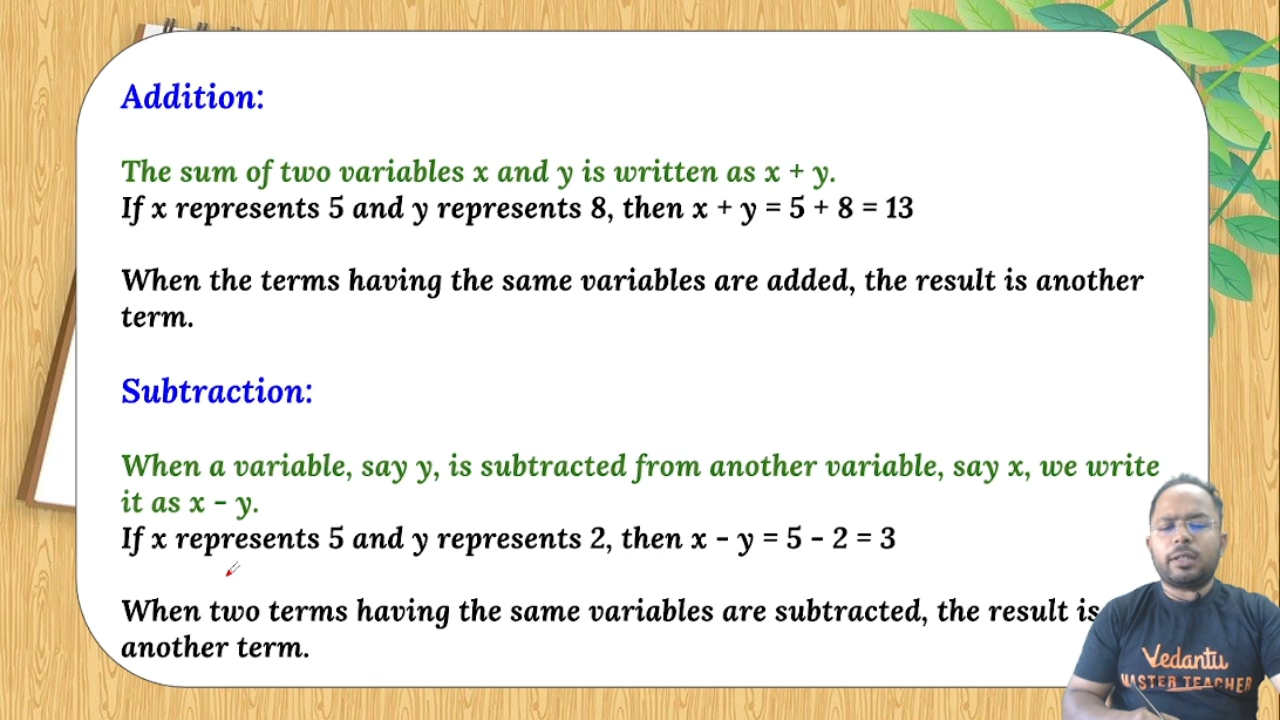 Addition:
The sum of two variables x and y is written as x + y.
If x represents 5 and y represents 8, then x + y = 5 + 8 = 13
When the terms having the same variables are added, the result is another
term.
Subtraction:
When a variable, say y, is subtracted from another variable, say x, we write
it as x - y.
If x represents 5 and y represents 2, then x - y = 5 - 2 = 3
When two terms having the same variables are subtracted, the result is
another term.
Vedantu
MASTER TEACHER